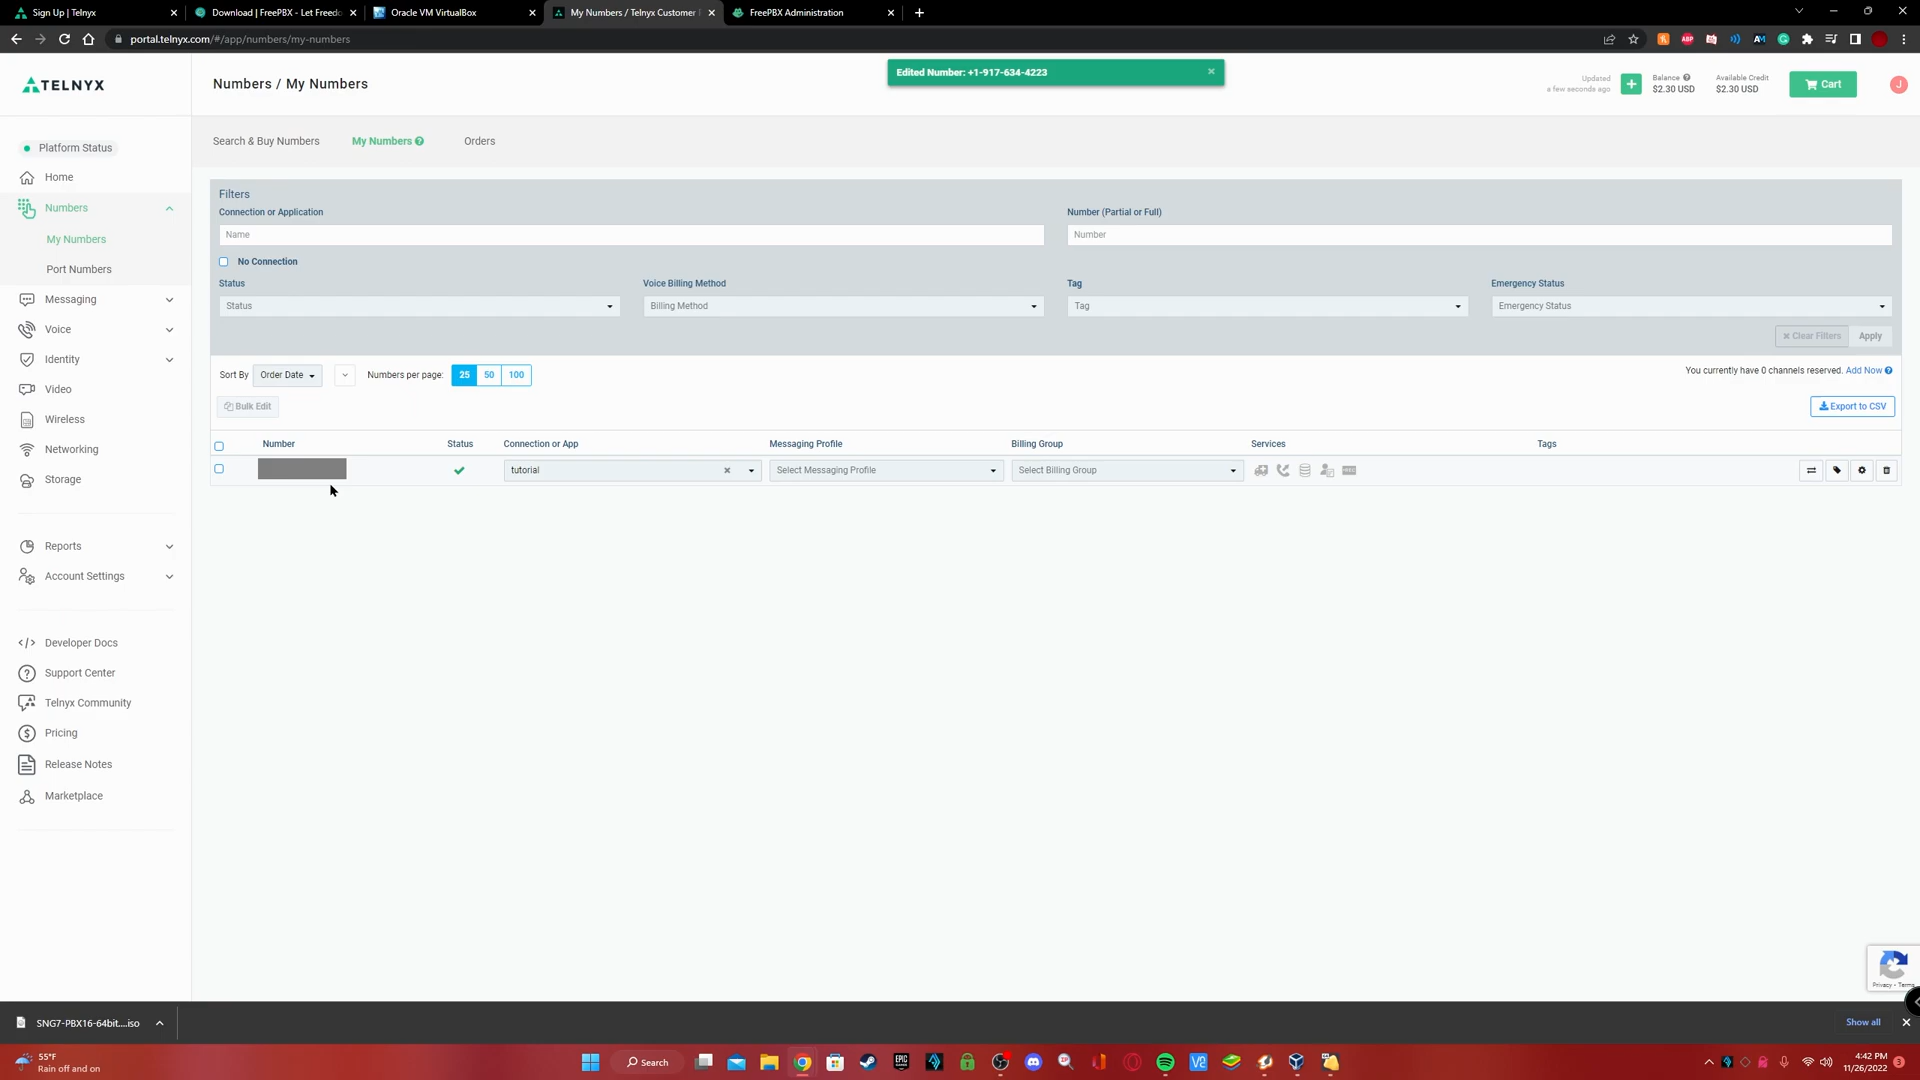 Sign Up | Telnyx
Download | FreePBX - Let Freedo
Oracle VM VirtualBox
My Numbers / Telnyx Customer
FreePBX Administration
portal.telnyx.com/#/app/numbers/my-numbers
TELNYX
Numbers / My Numbers
Edited Number: +1-917-634-4223
Updated
a few seconds ago
Balance
$2.30 USD
Available Credit
$2.30 USD
Cart
J
Search & Buy Numbers
My Numbers
Orders
Platform Status
Home
Numbers
My Numbers
Port Numbers
Messaging
Voice
Identity
Video
Wireless
Networking
Storage
Reports
Account Settings
Developer Docs
Support Center
Telnyx Community
Pricing
Release Notes
Marketplace
Filters
Connection or Application
Number (Partial or Full)
Name
Number
No Connection
Status
Voice Billing Method
Tag
Emergency Status
Status
Billing Method
Tag
Emergency Status
Clear Filters
Apply
Sort By
Order Date
Numbers per page:
25
50
100
You currently have 0 channels reserved. Add Now
Bulk Edit
Export to CSV
Number
Status
Connection or App
Messaging Profile
Billing Group
Services
Tags
tutorial
Select Messaging Profile
Select Billing Group
Privacy - Terms
SNG7-PBX16-64bit....iso
Show all
55°F
Rain off and on
Search
4:42 PM
11/26/2022
3